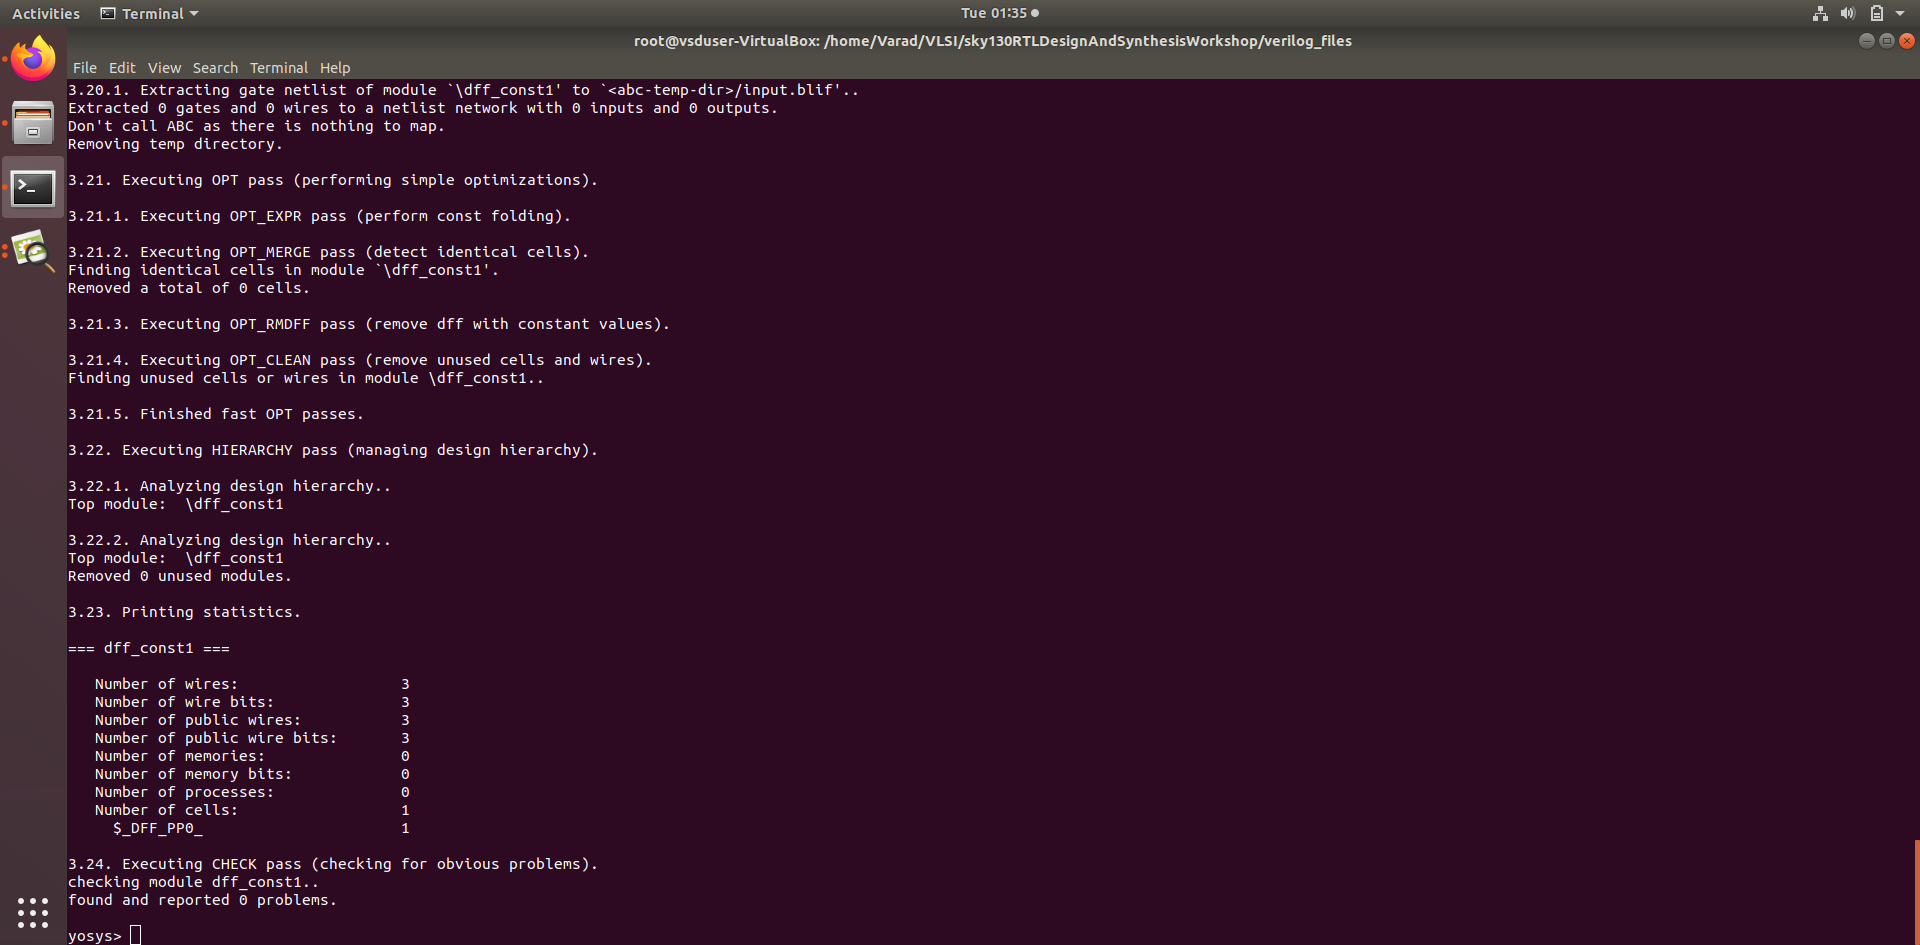 Activities
Terminal
Tue 01:35
root@vsduser-VirtualBox: /home/Varad/VLSI/sky130RTLDesignAndSynthesisWorkshop/verilog_files
File Edit View Search Terminal Help
3.20.1. Extracting gate netlist of module `\dff_const1' to `<abc-temp-dir>/input.blif'..
Extracted 0 gates and 0 wires to a netlist network with 0 inputs and 0 outputs.
Don't call ABC as there is nothing to map.
Removing temp directory.
3.21. Executing OPT pass (performing simple optimizations).
3.21.1. Executing OPT_EXPR pass (perform const folding).
3.21.2. Executing OPT_MERGE pass (detect identical cells).
Finding identical cells in module `\dff_const1'.
Removed a total of 0 cells.
3.21.3. Executing OPT_RMDFF pass (remove dff with constant values).
3.21.4. Executing OPT_CLEAN pass (remove unused cells and wires).
Finding unused cells or wires in module \dff_const1..
3.21.5. Finished fast OPT passes.
3.22. Executing HIERARCHY pass (managing design hierarchy).
3.22.1. Analyzing design hierarchy..
Top module:  \dff_const1
3.22.2. Analyzing design hierarchy..
Top module:  \dff_const1
Removed 0 unused modules.
3.23. Printing statistics.
=== dff_const1 ===
Number of wires: 3
Number of wire bits: 3
Number of public wires: 3
Number of public wire bits: 3
Number of memories: 0
Number of memory bits: 0
Number of processes: 0
Number of cells: 1
$_DFF_PP0_ 1
3.24. Executing CHECK pass (checking for obvious problems).
checking module dff_const1..
found and reported 0 problems.
yosys>